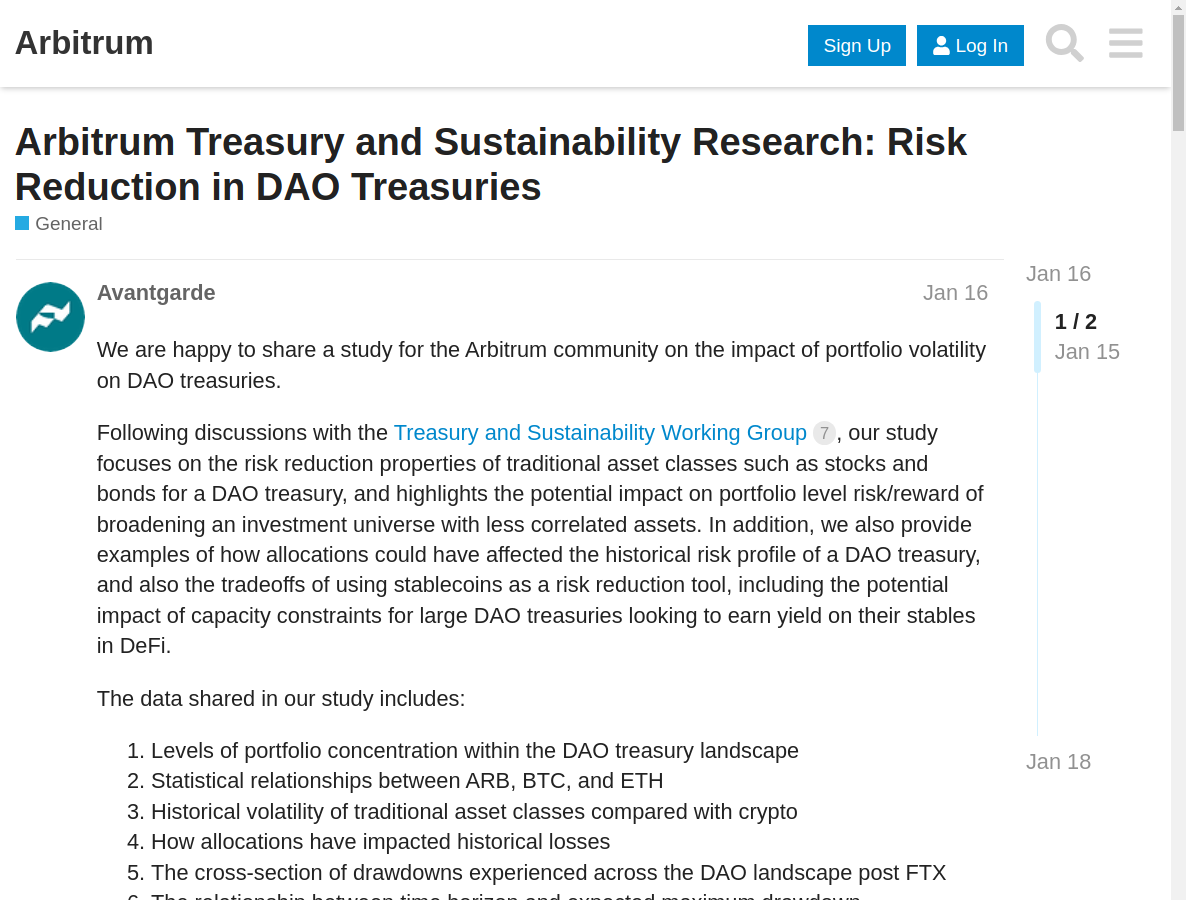 Arbitrum
Sign Up
Log In
Arbitrum Treasury and Sustainability Research: Risk
Reduction in DAO Treasuries
General
Avantgarde
Jan 16
We are happy to share a study for the Arbitrum community on the impact of portfolio volatility
on DAO treasuries.
Following discussions with the Treasury and Sustainability Working Group 7, our study
focuses on the risk reduction properties of traditional asset classes such as stocks and
bonds for a DAO treasury, and highlights the potential impact on portfolio level risk/reward of
broadening an investment universe with less correlated assets. In addition, we also provide
examples of how allocations could have affected the historical risk profile of a DAO treasury,
and also the tradeoffs of using stablecoins as a risk reduction tool, including the potential
impact of capacity constraints for large DAO treasuries looking to earn yield on their stables
in DeFi.
The data shared in our study includes:
1. Levels of portfolio concentration within the DAO treasury landscape
2. Statistical relationships between ARB, BTC, and ETH
3. Historical volatility of traditional asset classes compared with crypto
4. How allocations have impacted historical losses
5. The cross-section of drawdowns experienced across the DAO landscape post FTX
6. The relationship between time horizon and expected maximum drawdown
Jan 16
1 / 2
Jan 15
Jan 18